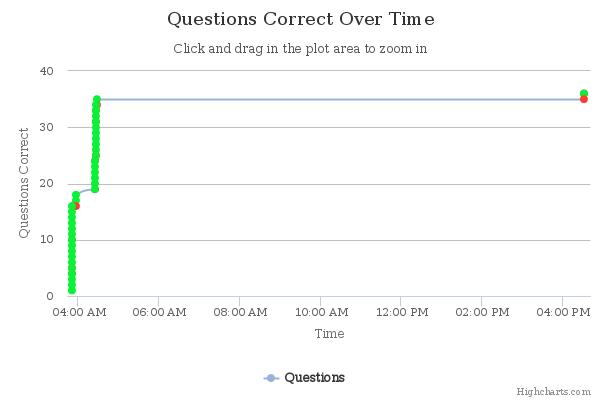 Questions Correct Over Time
Click and drag in the plot area to zoom in
Questions Correct
40
30
20
10
0
04:00 AM 06:00 AM 08:00 AM 10:00 AM 12:00 PM 02:00 PM 04:00 PM
Time
Questions
Highcharts.com